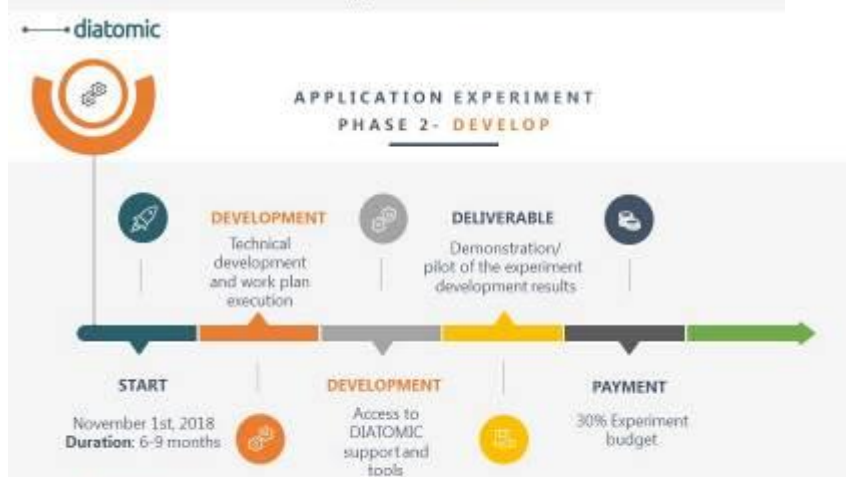 diatomic
APPLICATION EXPERIMENT
PHASE 2- DEVELOP
DEVELOPMENT
Technical
development
and work plan
execution
DELIVERABLE
Demonstration/
pilot of the experiment
development results
START
November 1st, 2018
Duration: 6-9 months
DEVELOPMENT
Access to
DIATOMIC
support and
tools
PAYMENT
30% Experiment
budget